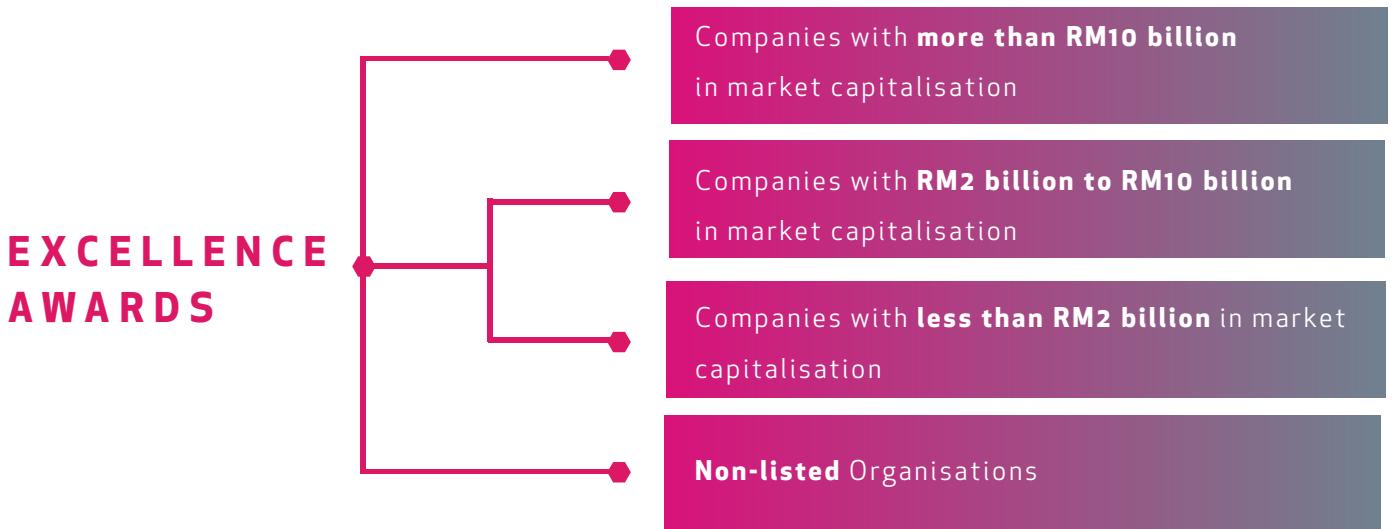 EXCELLENCE
AWARDS
Companies with more than RM10 billion
in market capitalisation
Companies with RM2 billion to RM10 billion
in market capitalisation
Companies with less than RM2 billion in market
capitalisation
Non-listed Organisations